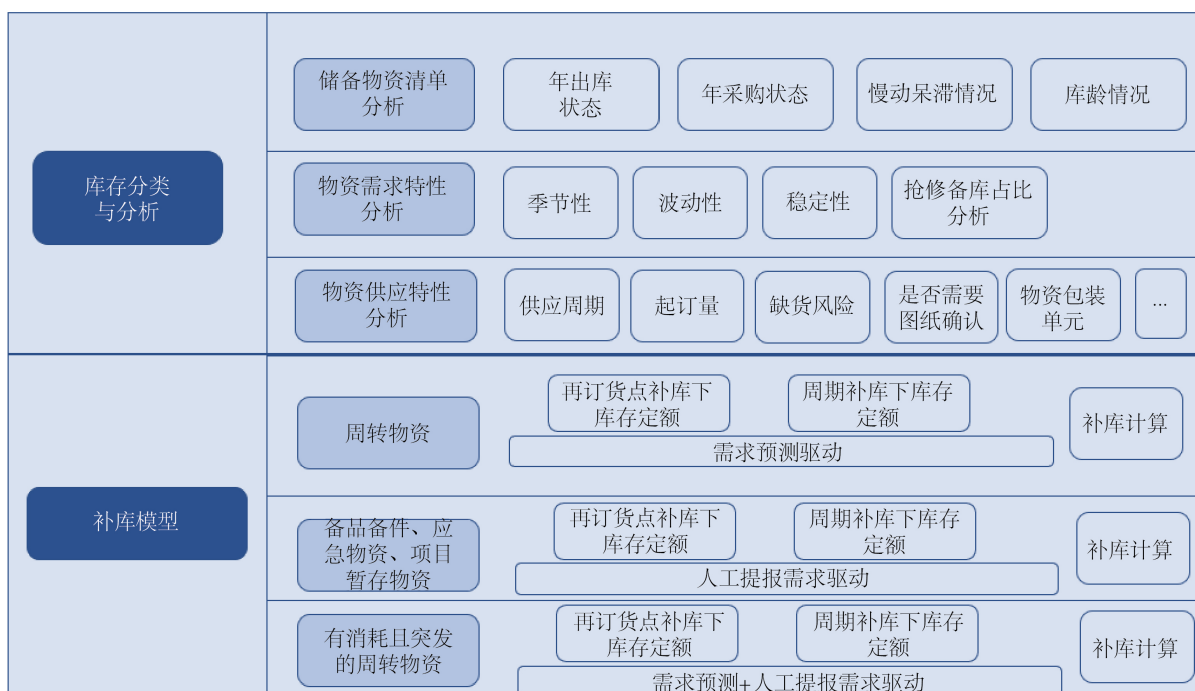 库存分类
与分析
储备物资清单
分析
年出库
状态
年采购状态
慢动呆滞情况
库龄情况
物资需求特性
分析
季节性
波动性
稳定性
抢修备库占比
分析
物资供应特性
分析
供应周期
起订量
缺货风险
是否需要
图纸确认
物资包装
单元
...
补库模型
周转物资
再订货点补库下
库存定额
周期补库下库存
定额
需求预测驱动
补库计算
备品备件、应
急物资、项目
暂存物资
再订货点补库下
库存定额
周期补库下库存
定额
人工提报需求驱动
补库计算
有消耗且突发
的周转物资
再订货点补库下
库存定额
周期补库下库存
定额
需求预测+人工提报需求驱动
补库计算